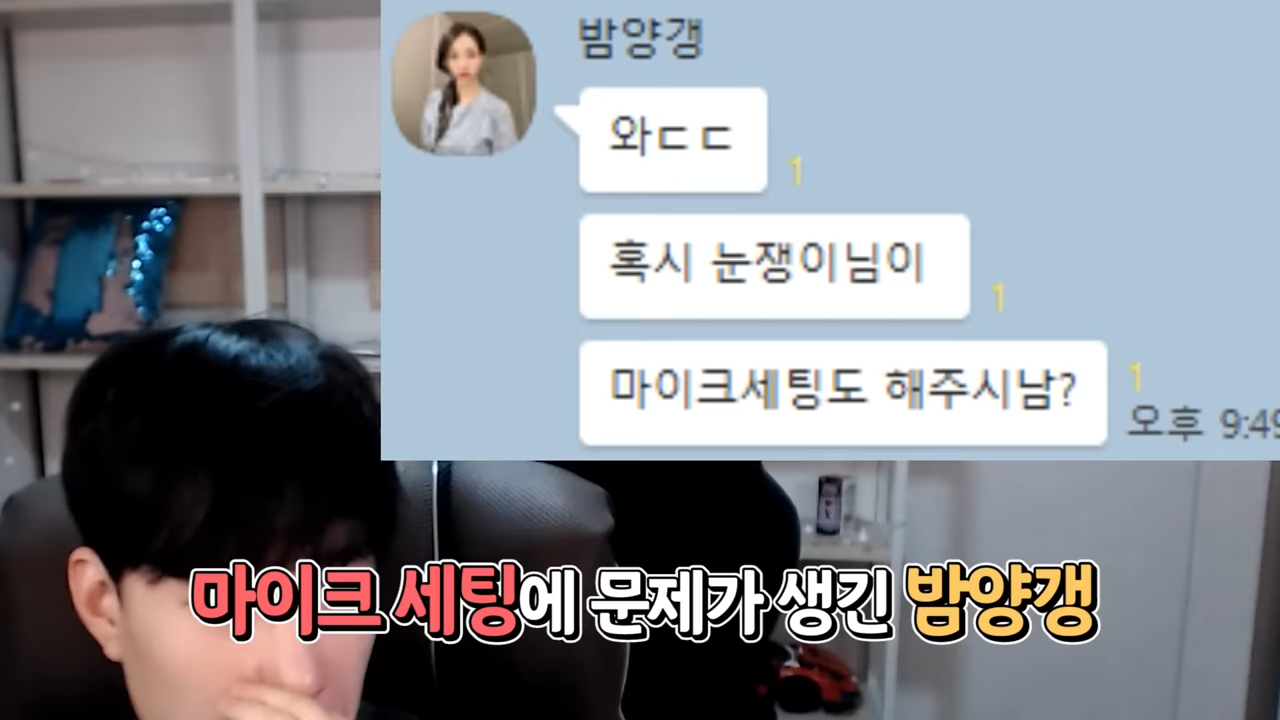 밤양갱
와ㄷㄷ
1
혹시 눈쟁이님이
1
마이크세팅도 해주시남?
1
오후 9:49
마이크 세팅에 문제가 생긴 밤양갱